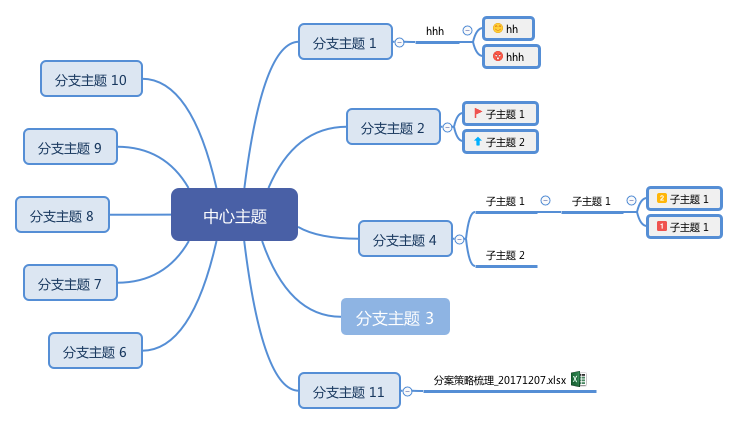 中心主题
分支主题 1
hhh
hh
hhh
分支主题 2
子主题 1
子主题 2
分支主题 4
子主题 1
子主题 1
2
子主题 1
1
子主题 1
子主题 2
分支主题 3
分支主题 11
分案策略梳理_20171207.xlsx
分支主题 6
分支主题 7
分支主题 8
分支主题 9
分支主题 10